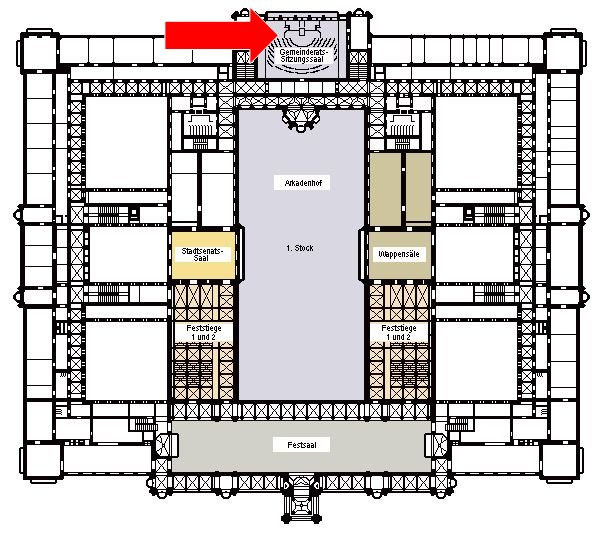 Gemeinderats-
Sitzungssaal
Arkadenhof
1. Stock
Stadtsenats-
Saal
Wappensäle
Feststiege
1 und 2
Feststiege
1 und 2
Festsaal